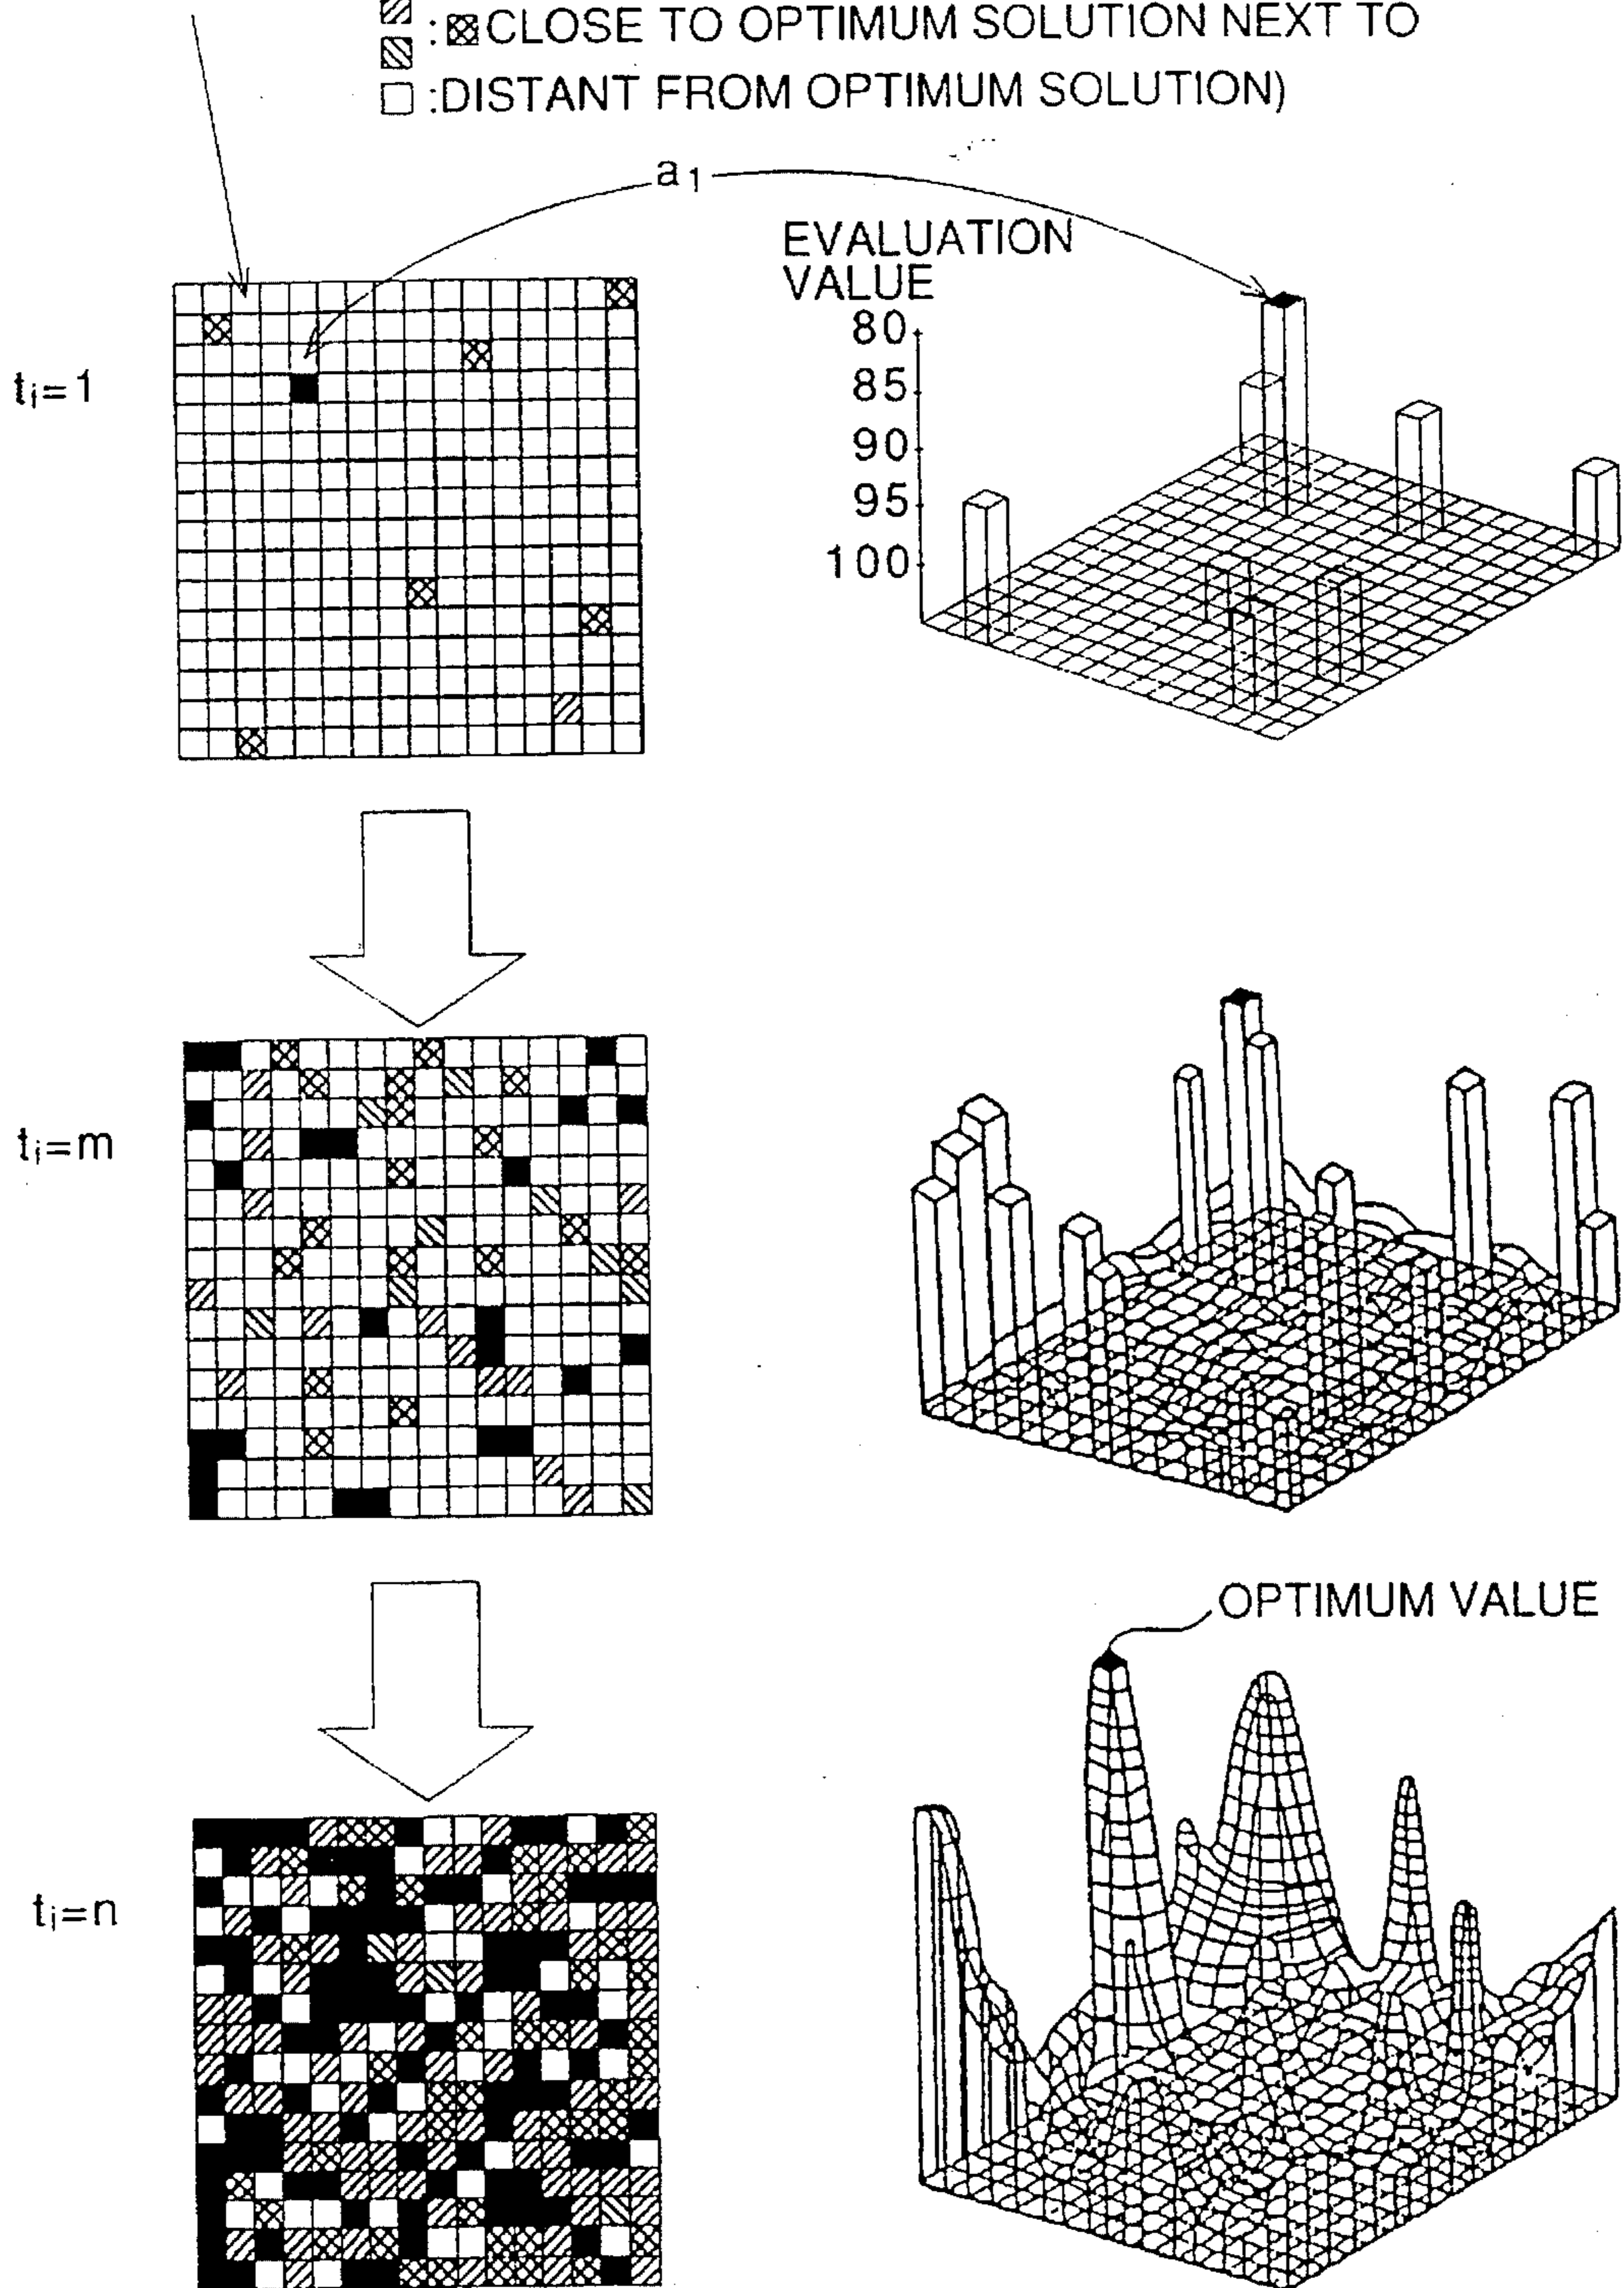 : CLOSE TO OPTIMUM SOLUTION NEXT TO
:DISTANT FROM OPTIMUM SOLUTION)
a1
EVALUATION
VALUE
80
85
90
95
100
ti=1
ti=m
OPTIMUM VALUE
ti=n